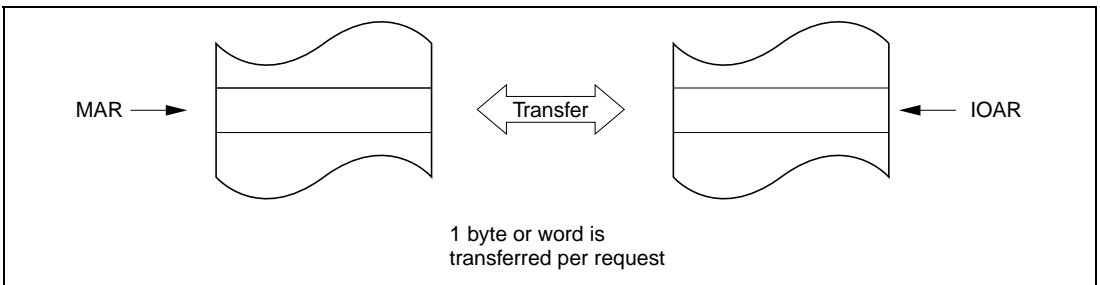 MAR
Transfer
IOAR
1 byte or word is
transferred per request